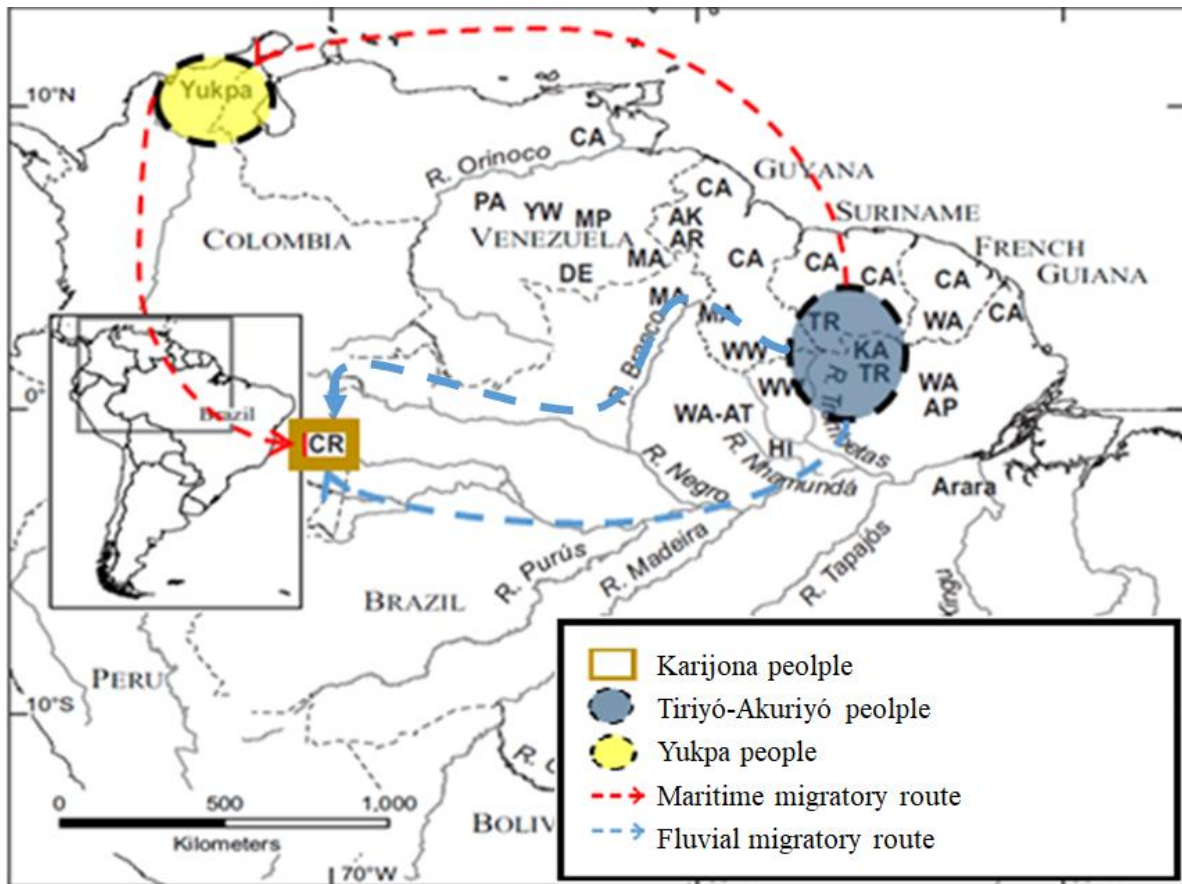 Yukpa
10°N
CA
R. Orinoco
GUYANA
CA
PA
YW
MP
AK
SURINAME
COLOMBIA
VENEZUELA
AR
FRENCH
MA
CA
CA
CA
CA
GUIANA
DE
MA
MA
TR
WA
CA
R. Branco
WW
KA
0°
Brazil
WW
TR
WA
AP
WA-AT
CR
HI
R. Negro
R. Nhamundá
Arara
R. Purús
R. Madeira
R. Tapajós
BRAZIL
PERU
10°S
Karijona peolple
Tiriyó-Akuriyó peolple
Yukpa people
0 500 1,000
Maritime migratory route
Kilometers
Fluvial migratory route
70°W